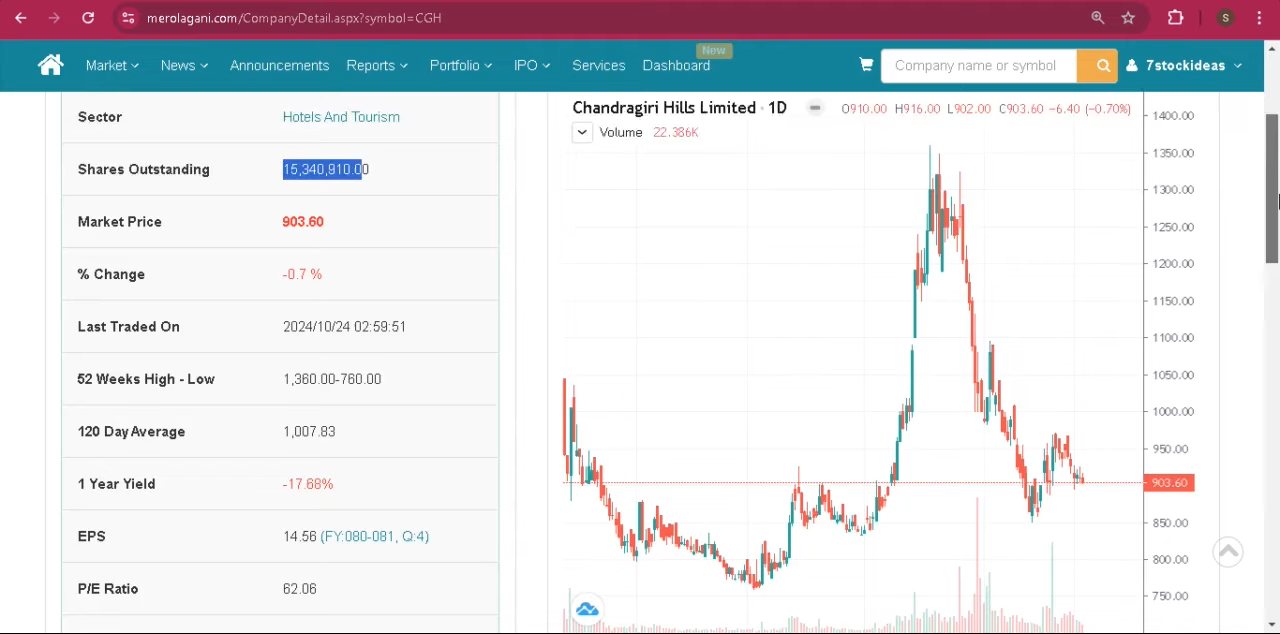 merolagani.com/CompanyDetail.aspx?symbol=CGH
S
New
Market News Announcements Reports Portfolio IPO Services Dashboard Company name or symbol 7stockideas
Sector Hotels And Tourism
Shares Outstanding 15,340,910.00
Market Price 903.60
% Change -0.7 %
Last Traded On 2024/10/24 02:59:51
52 Weeks High - Low 1,360.00-760.00
120 Day Average 1,007.83
1 Year Yield -17.68%
EPS 14.56 (FY:080-081, Q:4)
P/E Ratio 62.06
Chandragiri Hills Limited · 1D O910.00 H916.00 L902.00 C903.60 −6.40 (−0.70%)
Volume 22.386K
1400.00
1350.00
1300.00
1250.00
1200.00
1150.00
1100.00
1050.00
1000.00
950.00
903.60
850.00
800.00
750.00